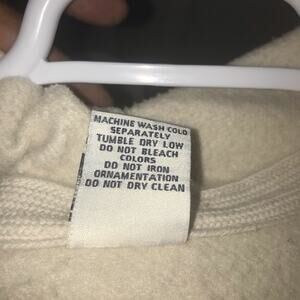 MACHINE WASH COLD
SEPARATELY
TUMBLE DRY LOW
DO NOT BLEACH
COLORS
DO NOT IRON
ORNAMENTATION
DO NOT DRY CLEAN